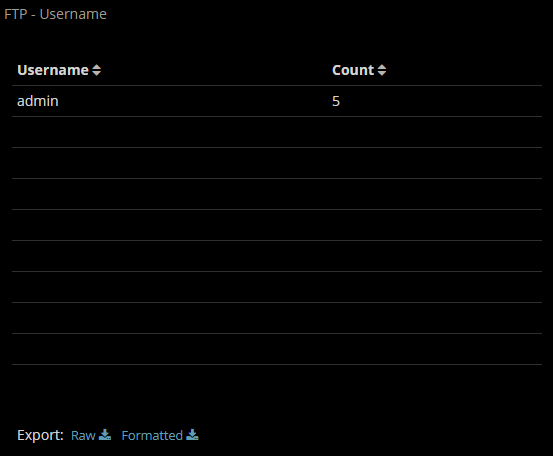 FTP - Username
Username Count
admin 5
Export: Raw Formatted